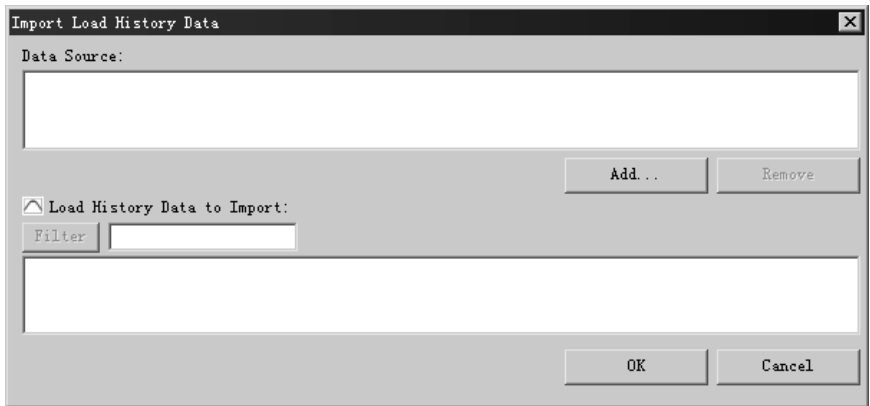 Import Load History Data
Data Source:
Add... Remove
Load History Data to Import:
Filter
OK Cancel